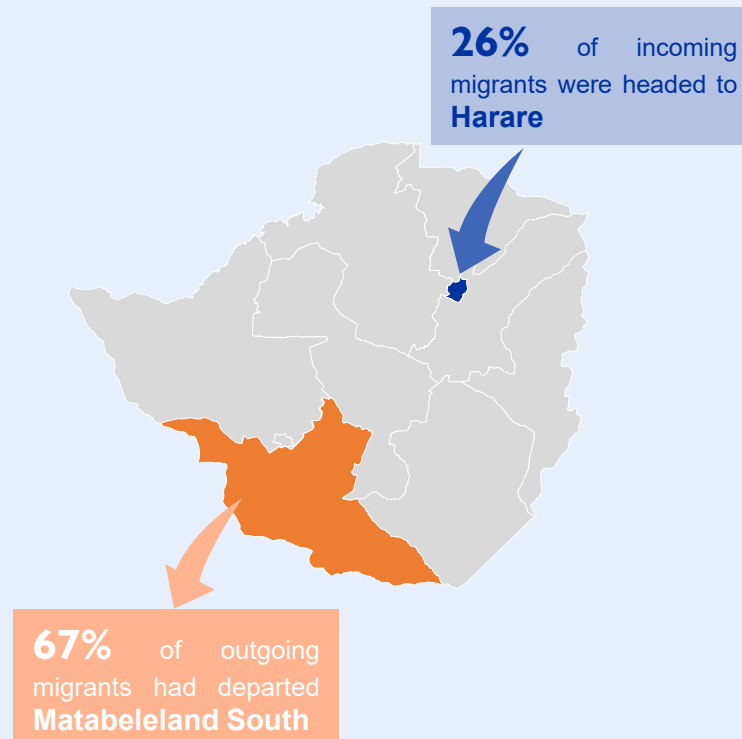 26% of incoming
migrants were headed to
Harare
67% of outgoing
migrants had departed
Matabeleland South